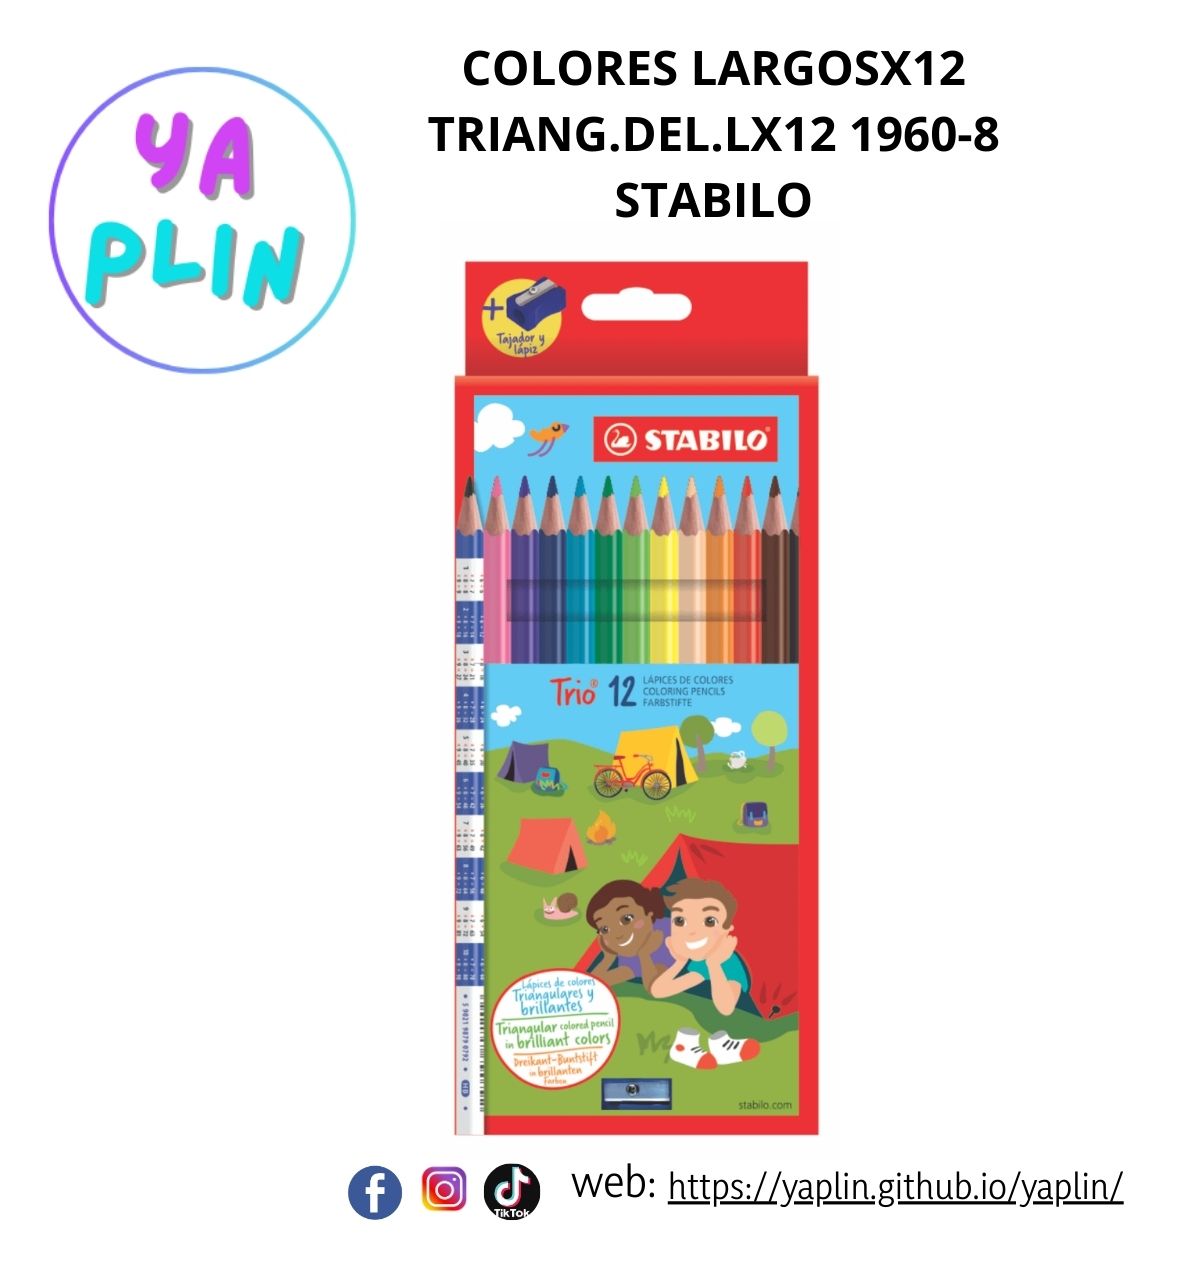 YA
PLIN
COLORES LARGOSX12
TRIANG.DEL.LX12 1960-8
STABILO
+
Tajador y
lápiz
STABILO®
Trio® 12
LÁPICES DE COLORES
COLORING PENCILS
FARBSTIFTE
Lápices de colores
Triangulares y
brillantes
Triangular colored pencil
in brilliant colors
Dreikant-Buntstift
in brillanten
Farben
HB
stabilo.com
TikTok
web: https://yaplin.github.io/yaplin/